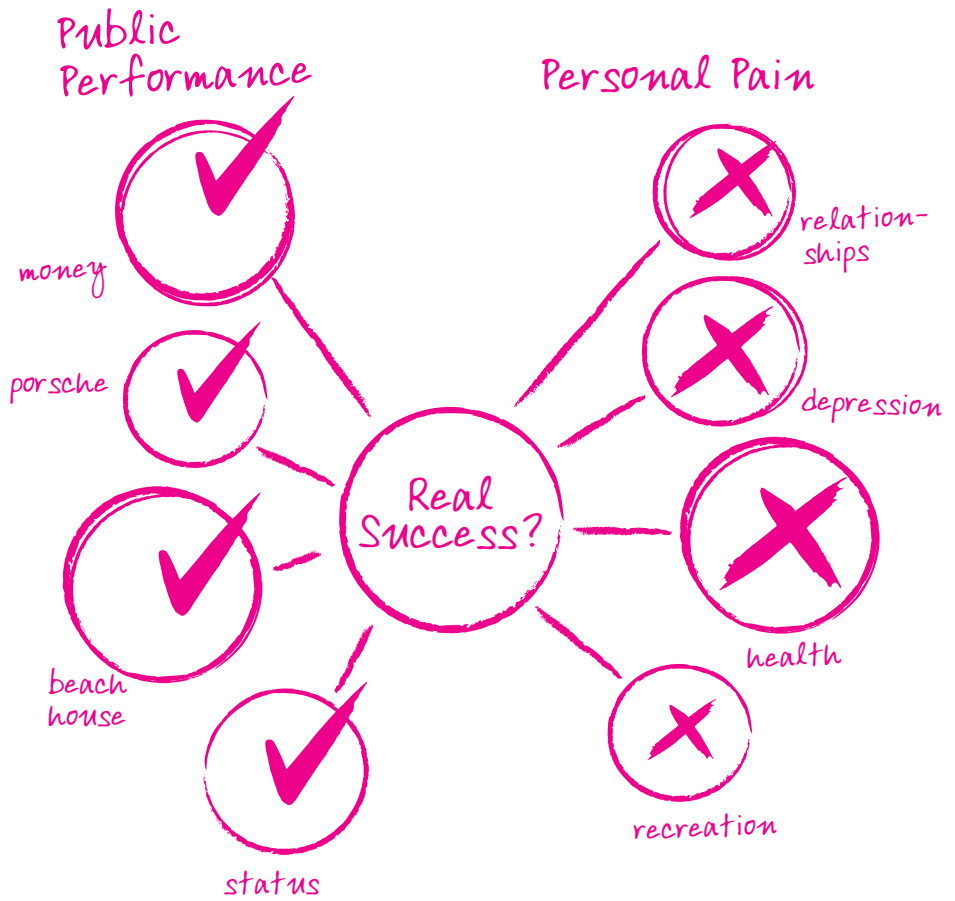 Public
Performance
money
porsche
beach
house
status
Real
Success?
Personal Pain
relation-
ships
depression
health
recreation